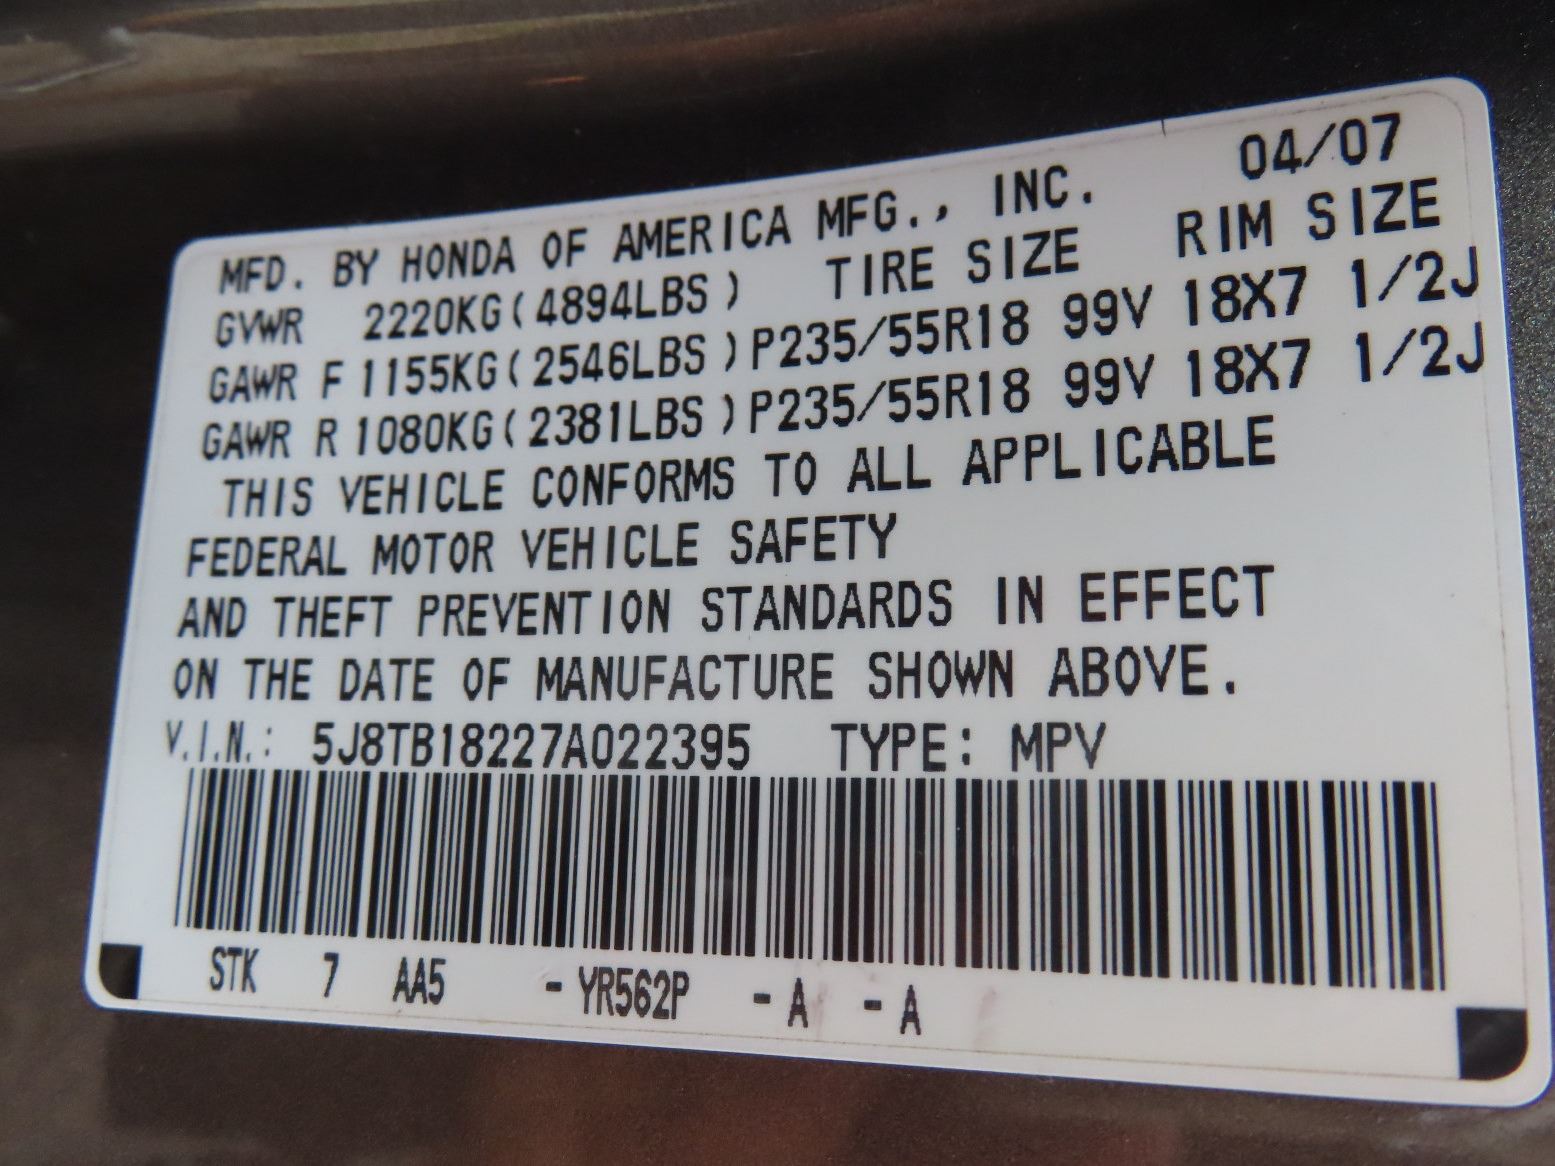 MFD. BY HONDA OF AMERICA MFG., INC. 04/07
GVWR 2220KG(4894LBS) TIRE SIZE RIM SIZE
GAWR F 1155KG(2546LBS)P235/55R18 99V 18X7 1/2J
GAWR R 1080KG(2381LBS)P235/55R18 99V 18X7 1/2J
THIS VEHICLE CONFORMS TO ALL APPLICABLE
FEDERAL MOTOR VEHICLE SAFETY
AND THEFT PREVENTION STANDARDS IN EFFECT
ON THE DATE OF MANUFACTURE SHOWN ABOVE.
V.I.N.: 5J8TB18227A022395 TYPE: MPV
STK 7 AA5 -YR562P -A -A